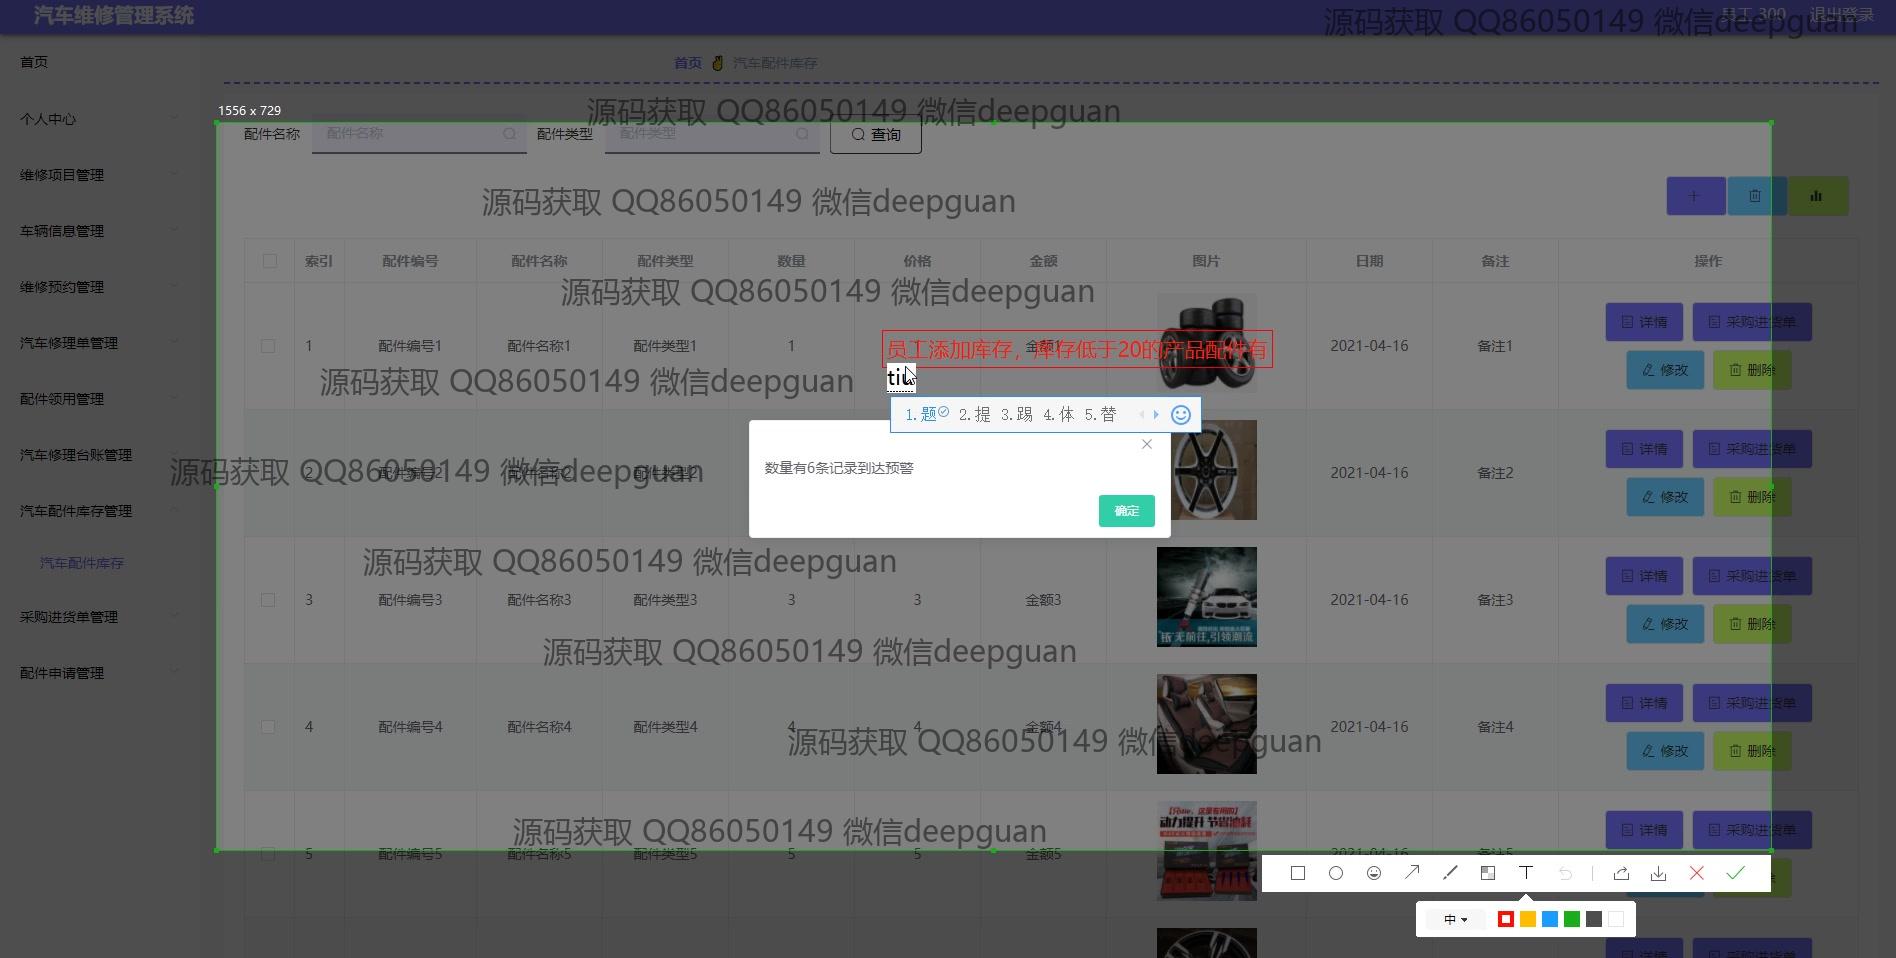 汽车维修管理系统
员工 300 退出登录
源码获取 QQ86050149 微信deepguan
首页
首页 汽车配件库存
1556 x 729
源码获取 QQ86050149 微信deepguan
个人中心
配件名称 配件名称 配件类型 配件类型 查询
维修项目管理
源码获取 QQ86050149 微信deepguan
车辆信息管理
索引 配件编号 配件名称 配件类型 数量 价格 金额 图片 日期 备注 操作
维修预约管理
源码获取 QQ86050149 微信deepguan
详情 采购进货单
汽车修理单管理
1 配件编号1 配件名称1 配件类型1 1 金额1 2021-04-16 备注1
员工添加库存，库存低于20的产品配件有
修改 删除
tiu
源码获取 QQ86050149 微信deepguan
配件领用管理
1.题 2.提 3.踢 4.体 5.替
详情 采购进货单
汽车修理台账管理
数量有6条记录到达预警
2 配件编号2 配件名称2 配件类型2 2021-04-16 备注2
源码获取 QQ86050149 微信deepguan
修改 删除
汽车配件库存管理
确定
汽车配件库存
源码获取 QQ86050149 微信deepguan
详情 采购进货单
3 配件编号3 配件名称3 配件类型3 3 3 金额3 2021-04-16 备注3
采购进货单管理
修改 删除
无前往,引领潮流
源码获取 QQ86050149 微信deepguan
配件申请管理
详情 采购进货单
4 配件编号4 配件名称4 配件类型4 4 4 金额4 2021-04-16 备注4
源码获取 QQ86050149 微信deepguan
修改 删除
动力提升 节省油耗
详情 采购进货单
源码获取 QQ86050149 微信deepguan
5 配件编号5 配件名称5 配件类型5 5 5 金额5 2021-04-16 备注5
中
详情 采购进货单